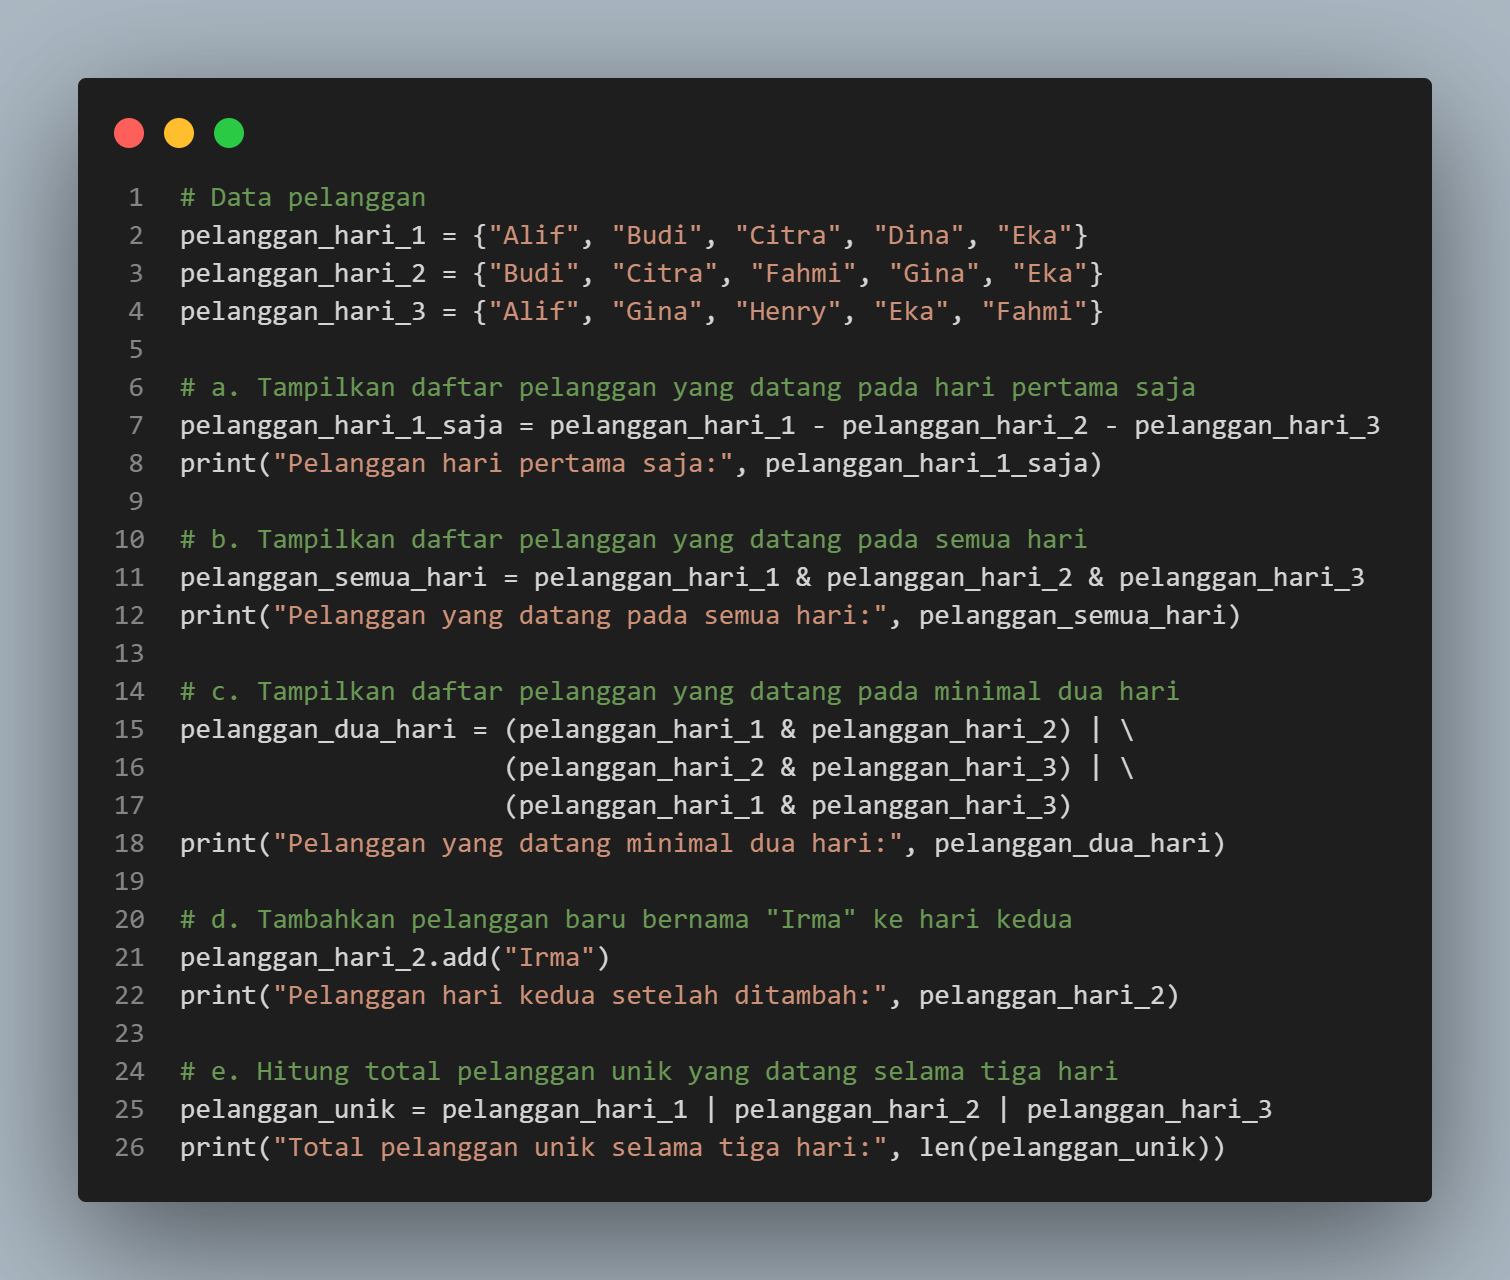 1 # Data pelanggan
2 pelanggan_hari_1 = {"Alif", "Budi", "Citra", "Dina", "Eka"}
3 pelanggan_hari_2 = {"Budi", "Citra", "Fahmi", "Gina", "Eka"}
4 pelanggan_hari_3 = {"Alif", "Gina", "Henry", "Eka", "Fahmi"}
5
6 # a. Tampilkan daftar pelanggan yang datang pada hari pertama saja
7 pelanggan_hari_1_saja = pelanggan_hari_1 - pelanggan_hari_2 - pelanggan_hari_3
8 print("Pelanggan hari pertama saja:", pelanggan_hari_1_saja)
9
10 # b. Tampilkan daftar pelanggan yang datang pada semua hari
11 pelanggan_semua_hari = pelanggan_hari_1 & pelanggan_hari_2 & pelanggan_hari_3
12 print("Pelanggan yang datang pada semua hari:", pelanggan_semua_hari)
13
14 # c. Tampilkan daftar pelanggan yang datang pada minimal dua hari
15 pelanggan_dua_hari = (pelanggan_hari_1 & pelanggan_hari_2) | \
16                      (pelanggan_hari_2 & pelanggan_hari_3) | \
17                      (pelanggan_hari_1 & pelanggan_hari_3)
18 print("Pelanggan yang datang minimal dua hari:", pelanggan_dua_hari)
19
20 # d. Tambahkan pelanggan baru bernama "Irma" ke hari kedua
21 pelanggan_hari_2.add("Irma")
22 print("Pelanggan hari kedua setelah ditambah:", pelanggan_hari_2)
23
24 # e. Hitung total pelanggan unik yang datang selama tiga hari
25 pelanggan_unik = pelanggan_hari_1 | pelanggan_hari_2 | pelanggan_hari_3
26 print("Total pelanggan unik selama tiga hari:", len(pelanggan_unik))